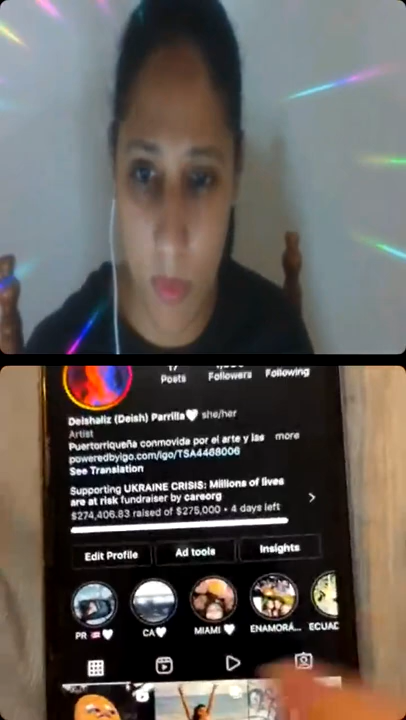 17
Posts
Followers
Following
Deishaliz (Deish) Parrilla🤍 she/her
Artist
Puertorriqueña conmovida por el arte y las more
poweredbyigo.com/igo/TSA4468006
See Translation
Supporting UKRAINE CRISIS: Millions of lives
are at risk fundraiser by careorg
$274,406.83 raised of $275,000 • 4 days left
Edit Profile
Ad tools
Insights
PR 🇵🇷🤍
CA🤍
MIAMI 🤍
ENAMORÁ...
ECUAD